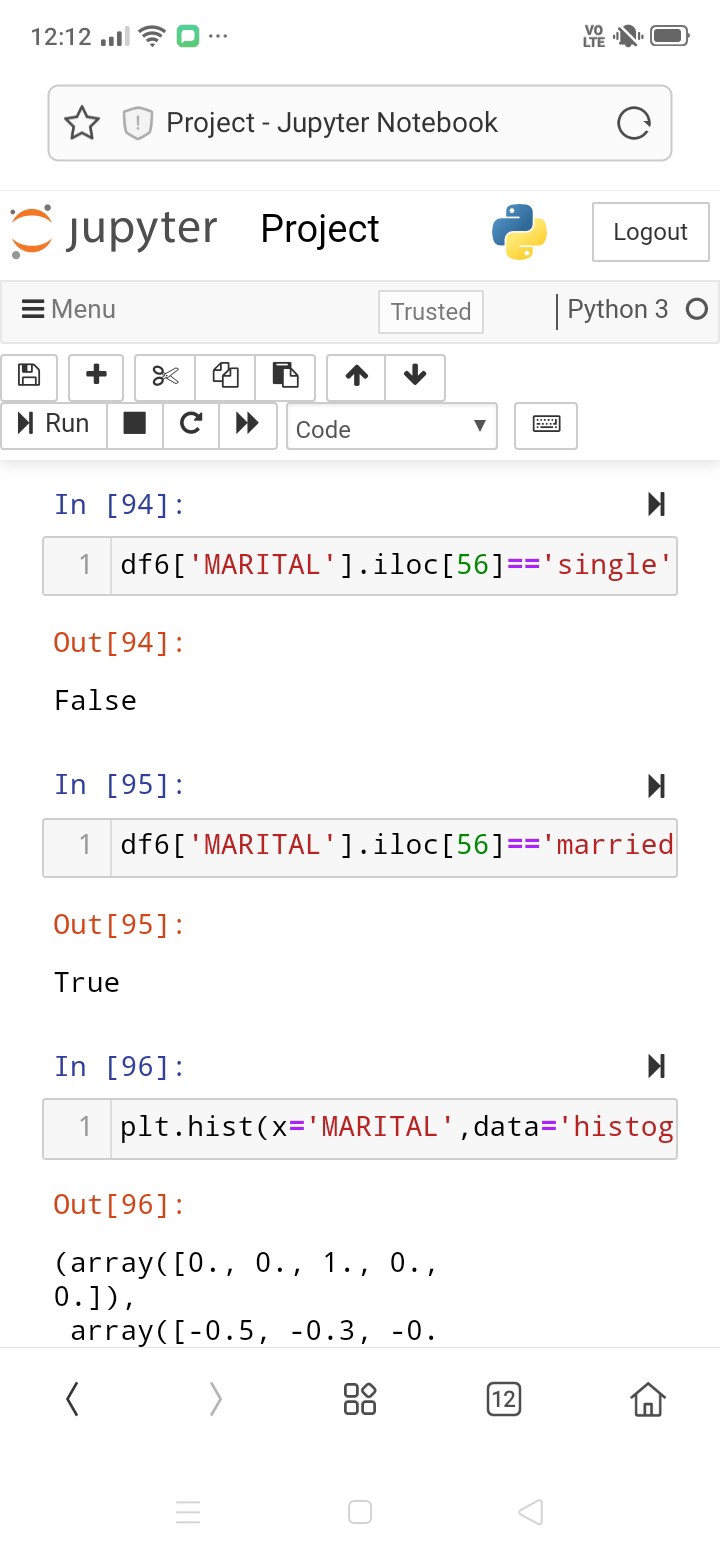 12:12 ... VO LTE
Project - Jupyter Notebook
jupyter Project Logout
Menu Trusted Python 3
Run Code
In [94]:
1 df6['MARITAL'].iloc[56]=='single'
Out[94]:
False
In [95]:
1 df6['MARITAL'].iloc[56]=='married
Out[95]:
True
In [96]:
1 plt.hist(x='MARITAL',data='histog
Out[96]:
(array([0., 0., 1., 0.,
0.]),
array([-0.5, -0.3, -0.
12